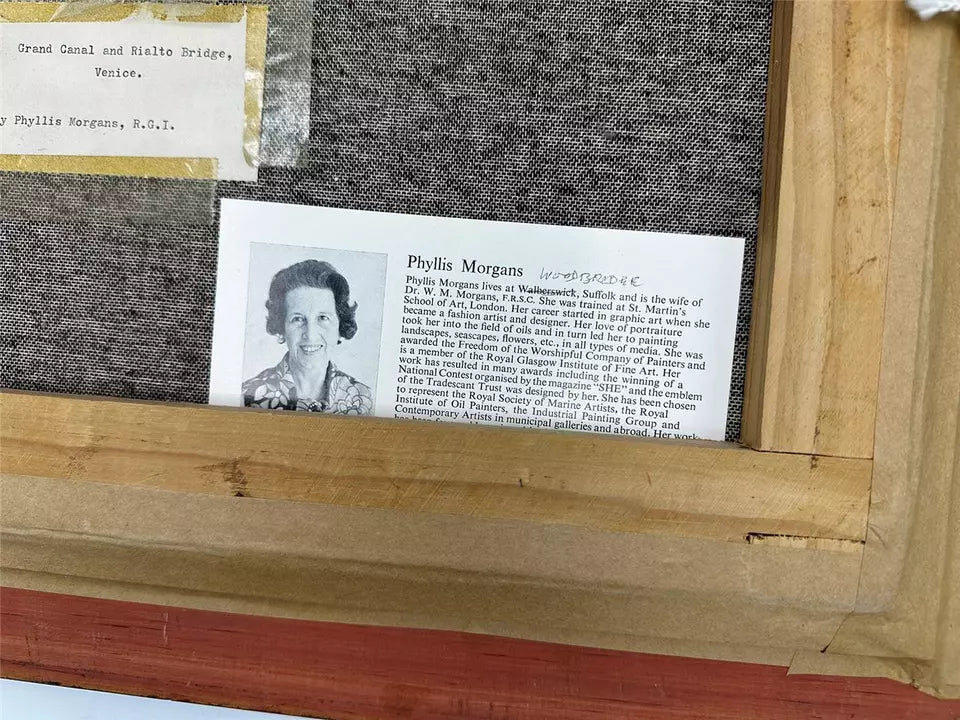 Grand Canal and Rialto Bridge,
Venice.
y Phyllis Morgans, R.G.I.
Phyllis Morgans
WOODBRIDGE
Phyllis Morgans lives at Walberswick, Suffolk and is the wife of
Dr. W. M. Morgans, F.R.S.C. She was trained at St. Martin's
School of Art, London. Her career started in graphic art when she
became a fashion artist and designer. Her love of portraiture
took her into the field of oils and in turn led her to painting
landscapes, seascapes, flowers, etc., in all types of media. She was
awarded the Freedom of the Worshipful Company of Painters and
is a member of the Royal Glasgow Institute of Fine Art. Her
work has resulted in many awards including the winning of a
National Contest organised by the magazine "SHE" and the emblem
of the Tradescant Trust was designed by her. She has been chosen
to represent the Royal Society of Marine Artists, the Royal
Institute of Oil Painters, the Industrial Painting Group and
Contemporary Artists in municipal galleries and abroad. Her work